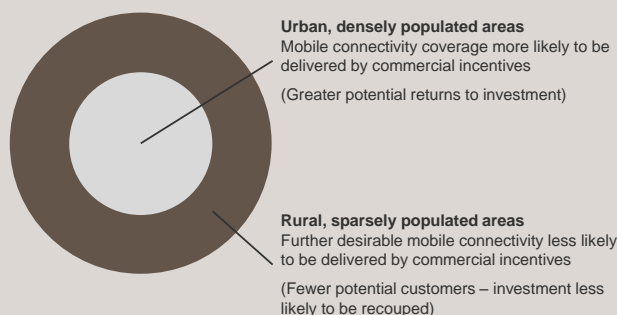 Urban, densely populated areas
Mobile connectivity coverage more likely to be
delivered by commercial incentives
(Greater potential returns to investment)
Rural, sparsely populated areas
Further desirable mobile connectivity less likely
to be delivered by commercial incentives
(Fewer potential customers – investment less
likely to be recouped)